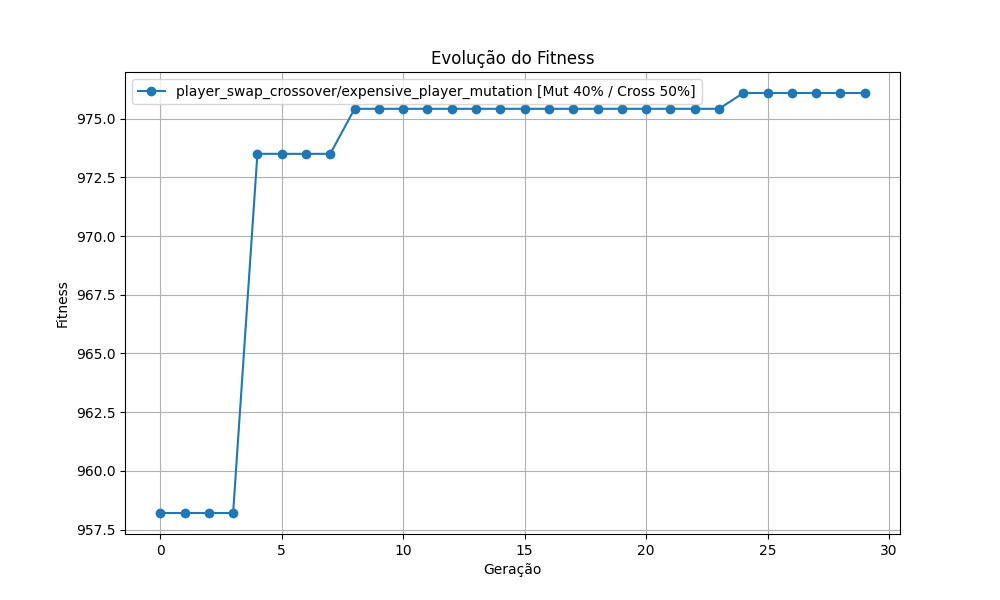 Evolução do Fitness
player_swap_crossover/expensive_player_mutation [Mut 40% / Cross 50%]
Fitness
975.0
972.5
970.0
967.5
965.0
962.5
960.0
957.5
0 5 10 15 20 25 30
Geração